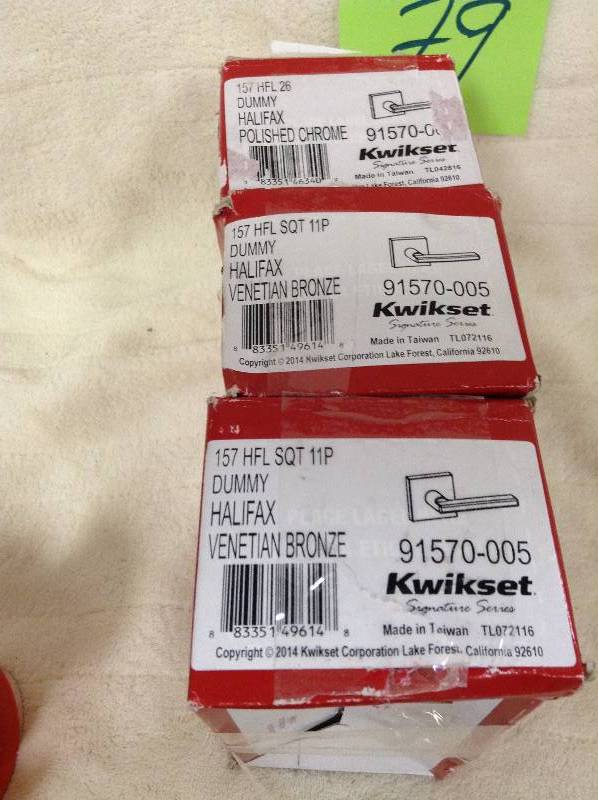 79
157 HFL 26
DUMMY
HALIFAX
POLISHED CHROME
91570-0
Kwikset
Signature Series
Made in Taiwan TL042816
Lake Forest, California 92610
83351 46340
157 HFL SQT 11P
DUMMY
HALIFAX
VENETIAN BRONZE
91570-005
Kwikset
Signature Series
Made in Taiwan TL072116
8 83351 49614 8
Copyright © 2014 Kwikset Corporation Lake Forest, California 92610
157 HFL SQT 11P
DUMMY
HALIFAX
VENETIAN BRONZE
91570-005
Kwikset
Signature Series
8 83351 49614 8
Made in Taiwan TL072116
Copyright © 2014 Kwikset Corporation Lake Forest, California 92610